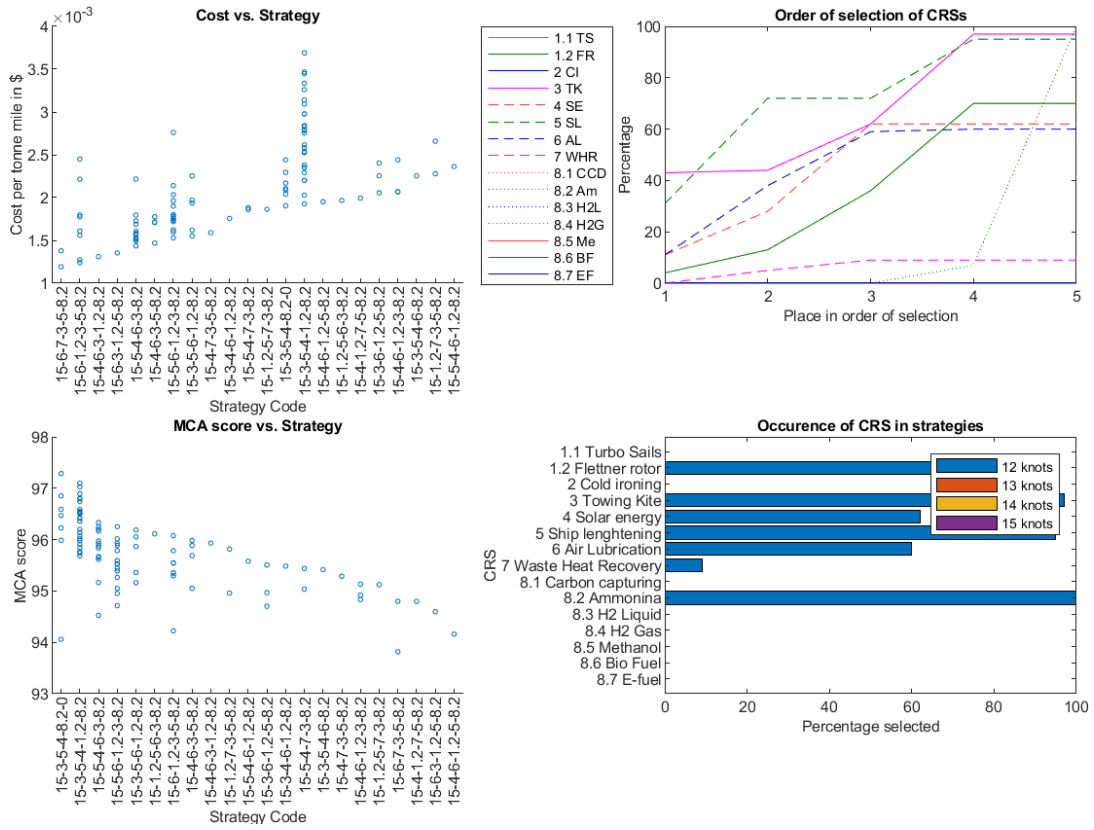 Cost vs. Strategy
×10⁻³
4
3.5
3
2.5
2
1.5
1
Cost per tonne mile in $
15-6-7-3-5-8.2
15-6-1.2-3-5-8.2
15-4-6-3-1.2-8.2
15-6-3-1.2-5-8.2
15-5-4-6-3-8.2
15-4-6-3-5-8.2
15-5-6-1.2-3-8.2
15-3-5-6-1.2-8.2
15-4-7-3-5-8.2
15-3-4-6-1.2-8.2
15-5-4-7-3-8.2
15-1.2-5-7-3-8.2
15-3-5-4-8.2-0
15-3-5-4-1.2-8.2
15-5-4-6-1.2-8.2
15-1.2-5-6-3-8.2
15-4-1.2-7-5-8.2
15-5-1.2-6-3-8.2
15-6-4-1.2-3-8.2
15-3-5-4-6-8.2
15-1.2-7-3-5-8.2
15-5-4-6-1.2-8.2
Strategy Code
1.1 TS
1.2 FR
2 CI
3 TK
4 SE
5 SL
6 AL
7 WHR
8.1 CCD
8.2 Am
8.3 H2L
8.4 H2G
8.5 Me
8.6 BF
8.7 EF
Order of selection of CRSs
100
80
60
40
20
0
Percentage
1 2 3 4 5
Place in order of selection
MCA score vs. Strategy
98
97
96
95
94
93
MCA score
15-3-5-4-8.2-0
15-3-5-4-1.2-8.2
15-5-4-6-3-8.2
15-5-6-1.2-3-8.2
15-3-5-6-1.2-8.2
15-1.2-5-6-3-8.2
15-6-1.2-3-5-8.2
15-4-6-3-5-8.2
15-4-6-3-1.2-8.2
15-1.2-7-3-5-8.2
15-5-4-6-1.2-8.2
15-5-1.2-6-3-8.2
15-3-4-6-1.2-8.2
15-5-4-7-3-8.2
15-3-5-4-6-8.2
15-4-7-3-5-8.2
15-6-4-1.2-3-8.2
15-1.2-5-7-3-8.2
15-6-7-3-5-8.2
15-4-1.2-7-5-8.2
15-6-3-1.2-5-8.2
15-4-6-1.2-5-8.2
Strategy Code
Occurence of CRS in strategies
1.1 Turbo Sails
1.2 Flettner rotor
2 Cold ironing
3 Towing Kite
4 Solar energy
5 Ship lenghtening
6 Air Lubrication
7 Waste Heat Recovery
8.1 Carbon capturing
8.2 Ammonina
8.3 H2 Liquid
8.4 H2 Gas
8.5 Methanol
8.6 Bio Fuel
8.7 E-fuel
CRS
12 knots
13 knots
14 knots
15 knots
0 20 40 60 80 100
Percentage selected